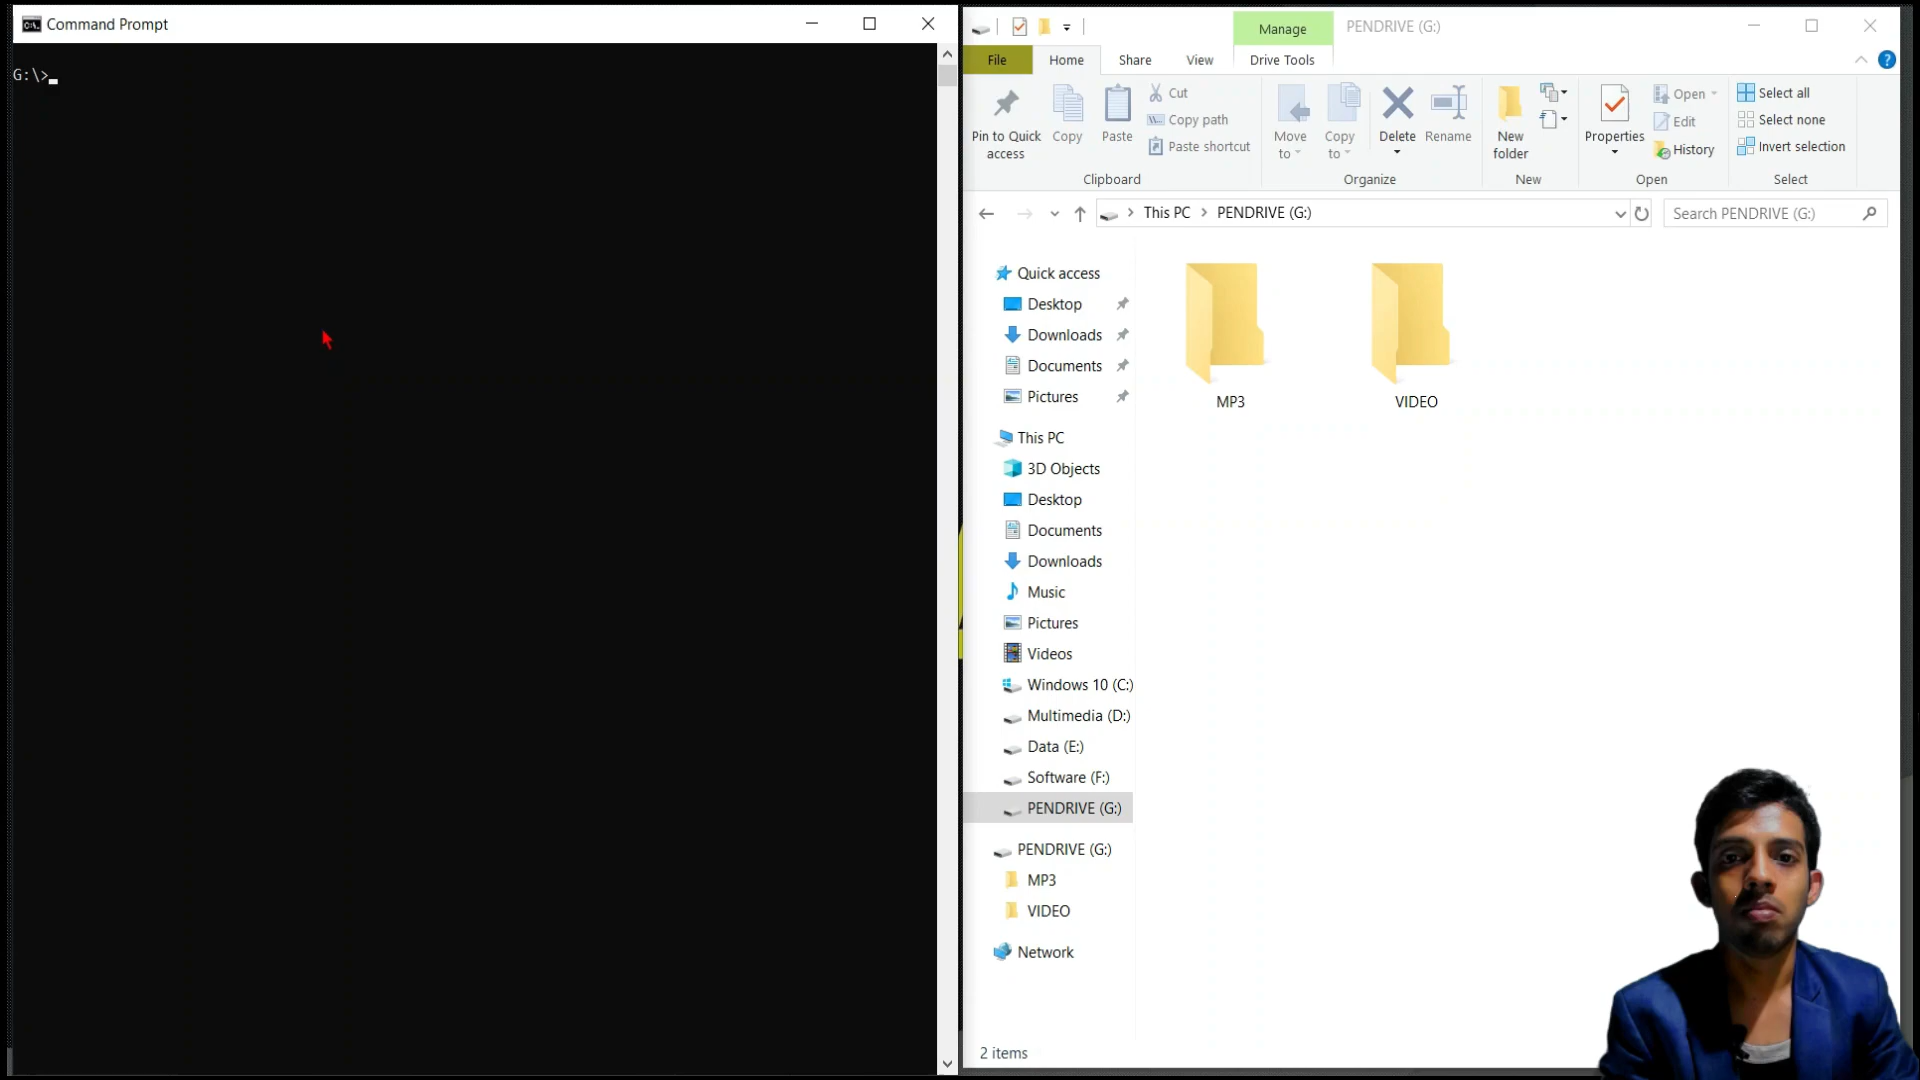 Command Prompt
G:\>
Manage
PENDRIVE (G:)
File
Home
Share
View
Drive Tools
Pin to Quick access
Copy
Paste
Cut
Copy path
Paste shortcut
Clipboard
Move to
Copy to
Delete
Rename
Organize
New folder
New
Properties
Open
Edit
History
Open
Select all
Select none
Invert selection
Select
This PC
PENDRIVE (G:)
Search PENDRIVE (G:)
Quick access
Desktop
Downloads
Documents
Pictures
This PC
3D Objects
Desktop
Documents
Downloads
Music
Pictures
Videos
Windows 10 (C:)
Multimedia (D:)
Data (E:)
Software (F:)
PENDRIVE (G:)
PENDRIVE (G:)
MP3
VIDEO
Network
MP3
VIDEO
2 items